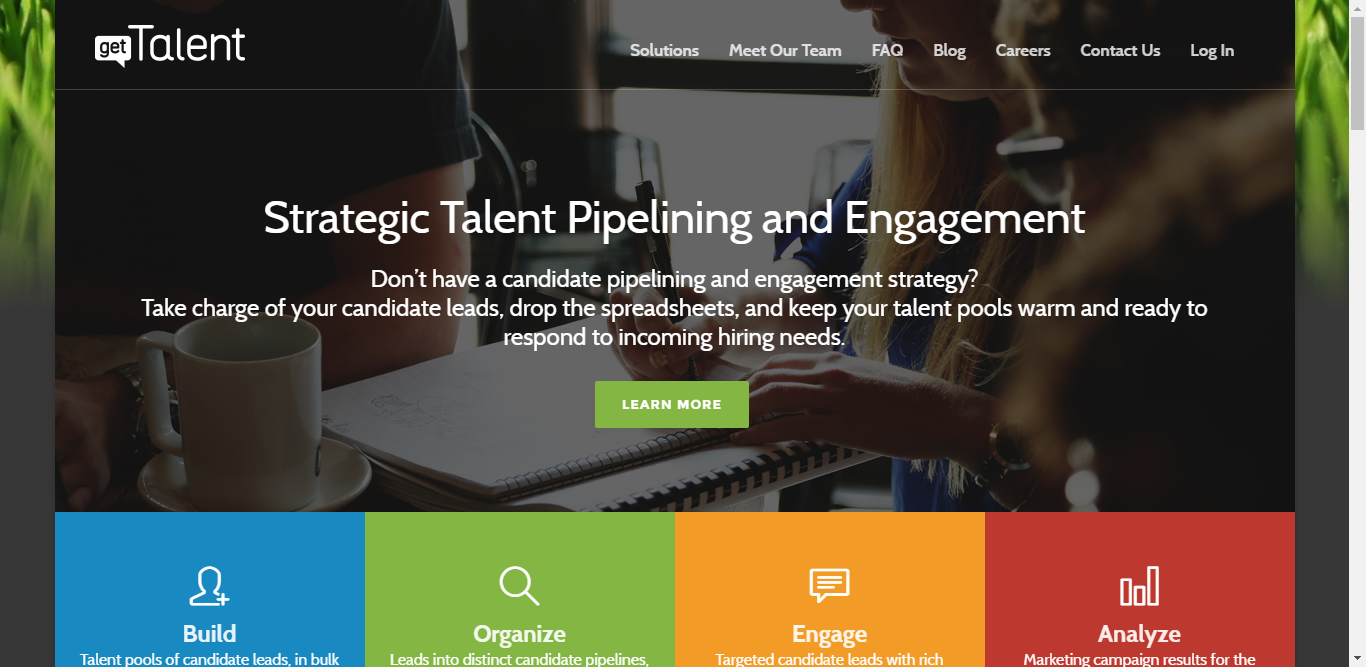 get Talent
Solutions Meet Our Team FAQ Blog Careers Contact Us Log In
Strategic Talent Pipelining and Engagement
Don't have a candidate pipelining and engagement strategy?
Take charge of your candidate leads, drop the spreadsheets, and keep your talent pools warm and ready to
respond to incoming hiring needs.
LEARN MORE
Build
Talent pools of candidate leads, in bulk
Organize
Leads into distinct candidate pipelines,
Engage
Targeted candidate leads with rich
Analyze
Marketing campaign results for the